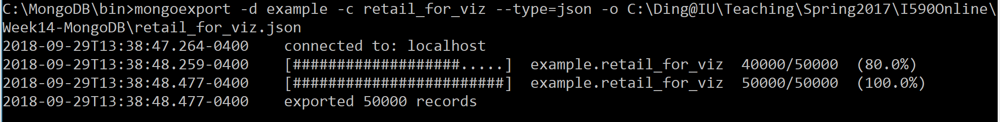 C:\MongoDB\bin>mongoexport -d example -c retail_for_viz --type=json -o C:\Ding@IU\Teaching\Spring2017\I590Online\
Week14-MongoDB\retail_for_viz.json
2018-09-29T13:38:47.264-0400    connected to: localhost
2018-09-29T13:38:48.259-0400    [###################.....]  example.retail_for_viz  40000/50000  (80.0%)
2018-09-29T13:38:48.477-0400    [########################]  example.retail_for_viz  50000/50000  (100.0%)
2018-09-29T13:38:48.477-0400    exported 50000 records